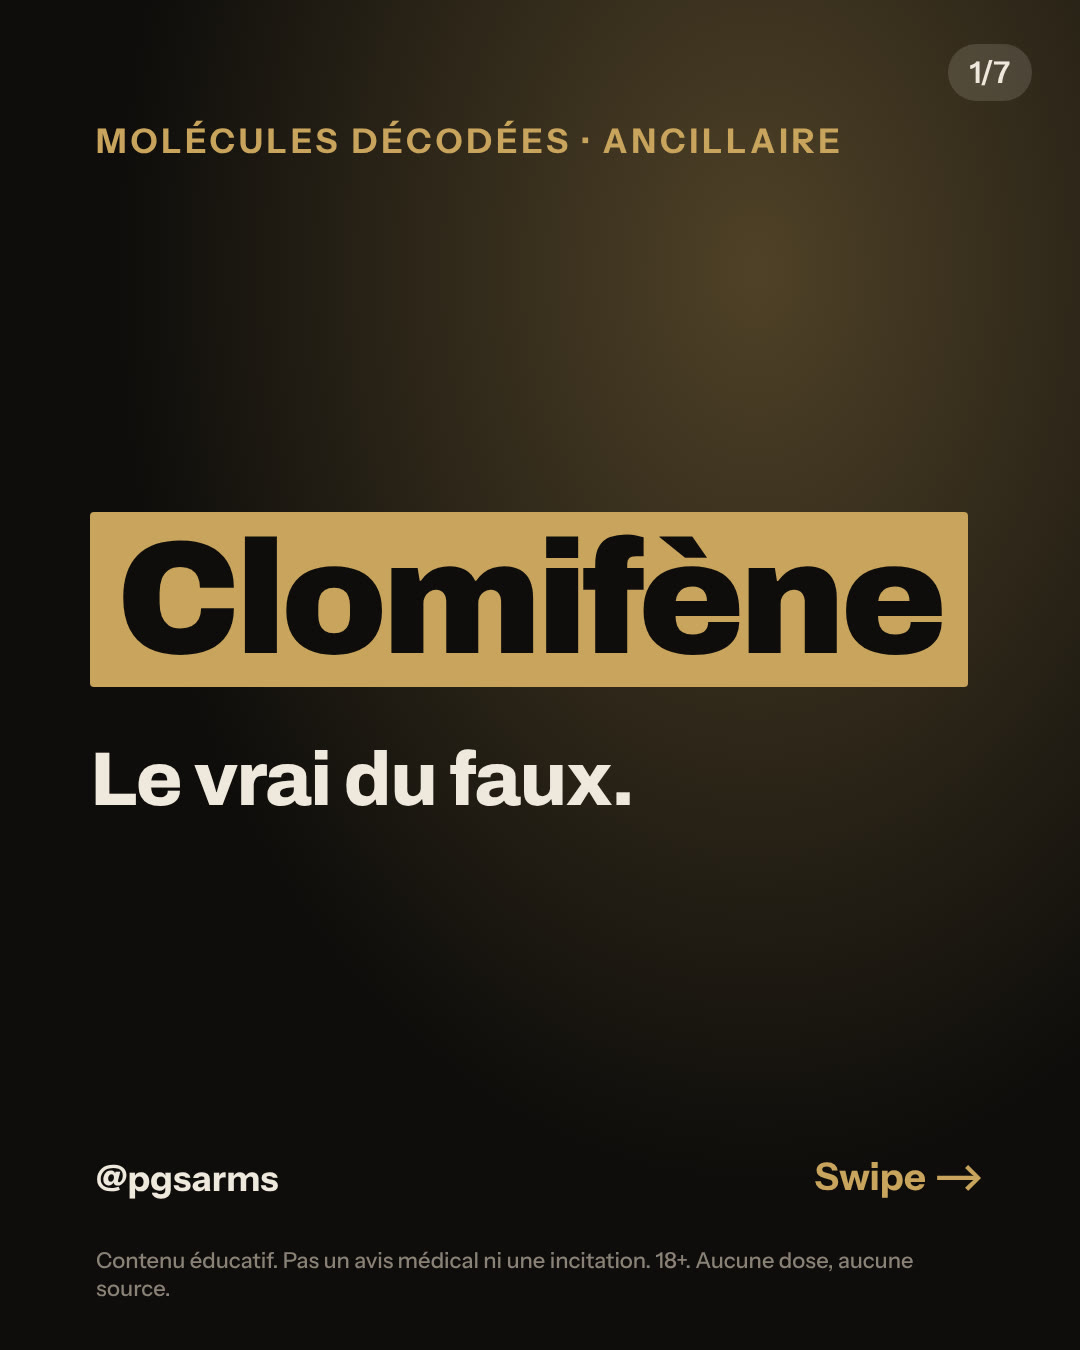 1/7
MOLÉCULES DÉCODÉES · ANCILLAIRE
Clomifène
Le vrai du faux.
@pgsarms
Swipe →
Contenu éducatif. Pas un avis médical ni une incitation. 18+. Aucune dose, aucune
source.